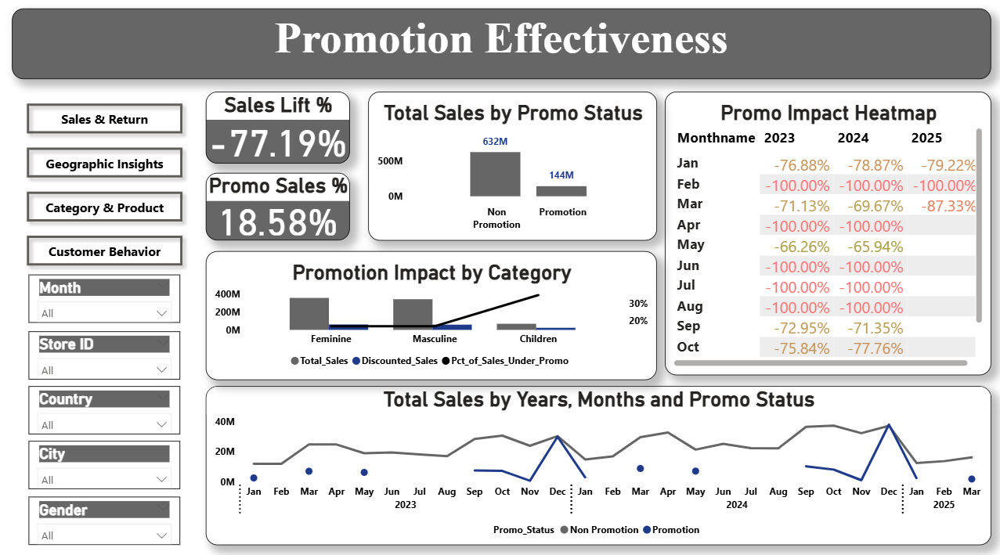 Promotion Effectiveness
Sales & Return
Geographic Insights
Category & Product
Customer Behavior
Month
All
Store ID
All
Country
All
City
All
Gender
All
Sales Lift %
-77.19%
Promo Sales %
18.58%
Total Sales by Promo Status
632M
500M
144M
0M
Non
Promotion
Promotion
Promo Impact Heatmap
Monthname 2023 2024 2025
Jan -76.88% -78.87% -79.22%
Feb -100.00% -100.00% -100.00%
Mar -71.13% -69.67% -87.33%
Apr -100.00% -100.00%
May -66.26% -65.94%
Jun -100.00% -100.00%
Jul -100.00% -100.00%
Aug -100.00% -100.00%
Sep -72.95% -71.35%
Oct -75.84% -77.76%
Promotion Impact by Category
400M
200M
0M
30%
20%
Feminine Masculine Children
Total_Sales Discounted_Sales Pct_of_Sales_Under_Promo
Total Sales by Years, Months and Promo Status
40M
20M
0M
Jan Feb Mar Apr May Jun Jul Aug Sep Oct Nov Dec Jan Feb Mar Apr May Jun Jul Aug Sep Oct Nov Dec Jan Feb Mar
2023 2024 2025
Promo_Status Non Promotion Promotion